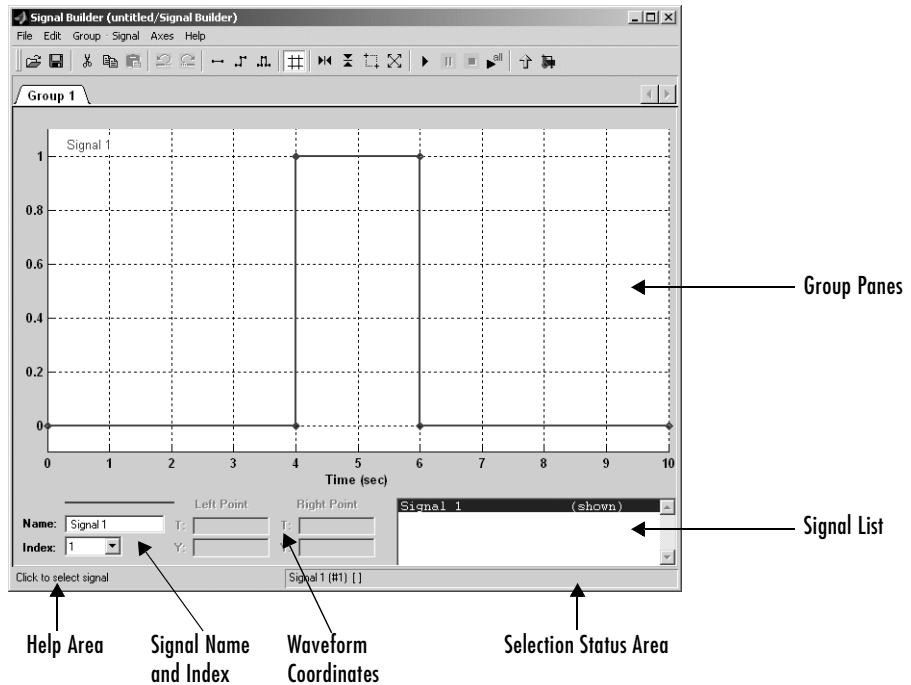 Signal Builder (untitled/Signal Builder)
File Edit Group Signal Axes Help
all
Group 1
Signal 1
1
0.8
0.6
0.4
0.2
0
0 1 2 3 4 5 6 7 8 9 10
Time (sec)
Group Panes
Left Point Right Point
Name: Signal 1 T: T:
Index: 1 Y:
Signal 1 (shown)
Signal List
Click to select signal
Signal 1 (#1) [ ]
Help Area
Signal Name
and Index
Waveform
Coordinates
Selection Status Area